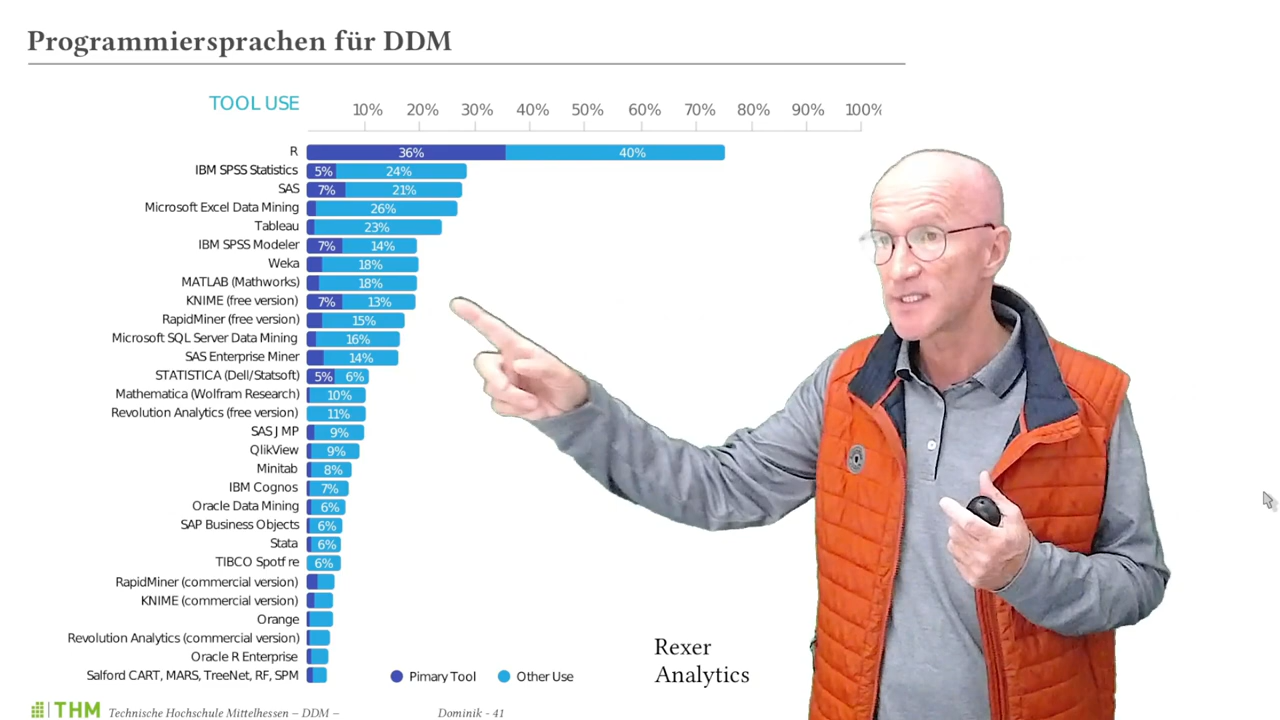 Programmiersprachen für DDM
TOOL USE
10% 20% 30% 40% 50% 60% 70% 80% 90% 100%
R 36% 40%
IBM SPSS Statistics 5% 24%
SAS 7% 21%
Microsoft Excel Data Mining 26%
Tableau 23%
IBM SPSS Modeler 7% 14%
Weka 18%
MATLAB (Mathworks) 18%
KNIME (free version) 7% 13%
RapidMiner (free version) 15%
Microsoft SQL Server Data Mining 16%
SAS Enterprise Miner 14%
STATISTICA (Dell/Statsoft) 5% 6%
Mathematica (Wolfram Research) 10%
Revolution Analytics (free version) 11%
SAS JMP 9%
QlikView 9%
Minitab 8%
IBM Cognos 7%
Oracle Data Mining 6%
SAP Business Objects 6%
Stata 6%
TIBCO Spotf re 6%
RapidMiner (commercial version)
KNIME (commercial version)
Orange
Revolution Analytics (commercial version)
Oracle R Enterprise
Salford CART, MARS, TreeNet, RF, SPM
Pimary Tool Other Use
Rexer
Analytics
THM Technische Hochschule Mittelhessen – DDM – Dominik - 41